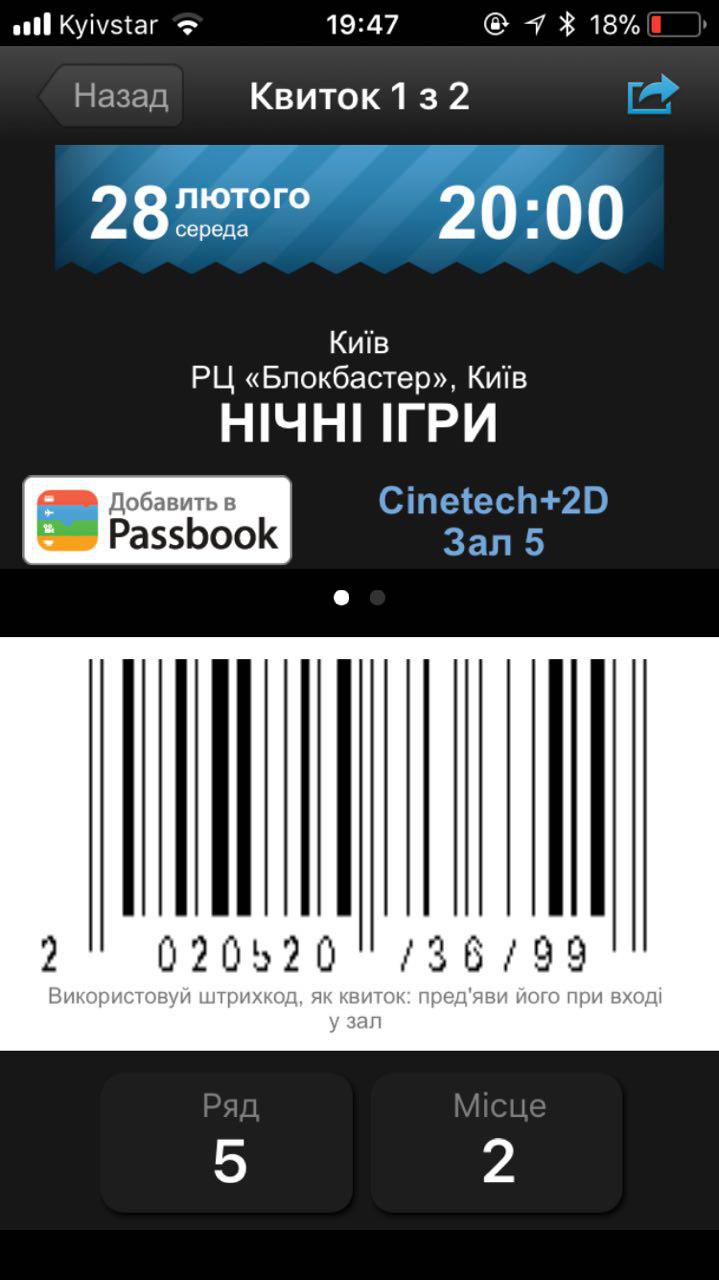 Kyivstar 19:47 18%
Назад Квиток 1 з 2
28 лютого 20:00
середа
Київ
РЦ «Блокбастер», Київ
НІЧНІ ІГРИ
Добавить в
Passbook
Cinetech+2D
Зал 5
2 020520 736799
Використовуй штрихкод, як квиток: пред'яви його при вході
у зал
Ряд
5
Місце
2